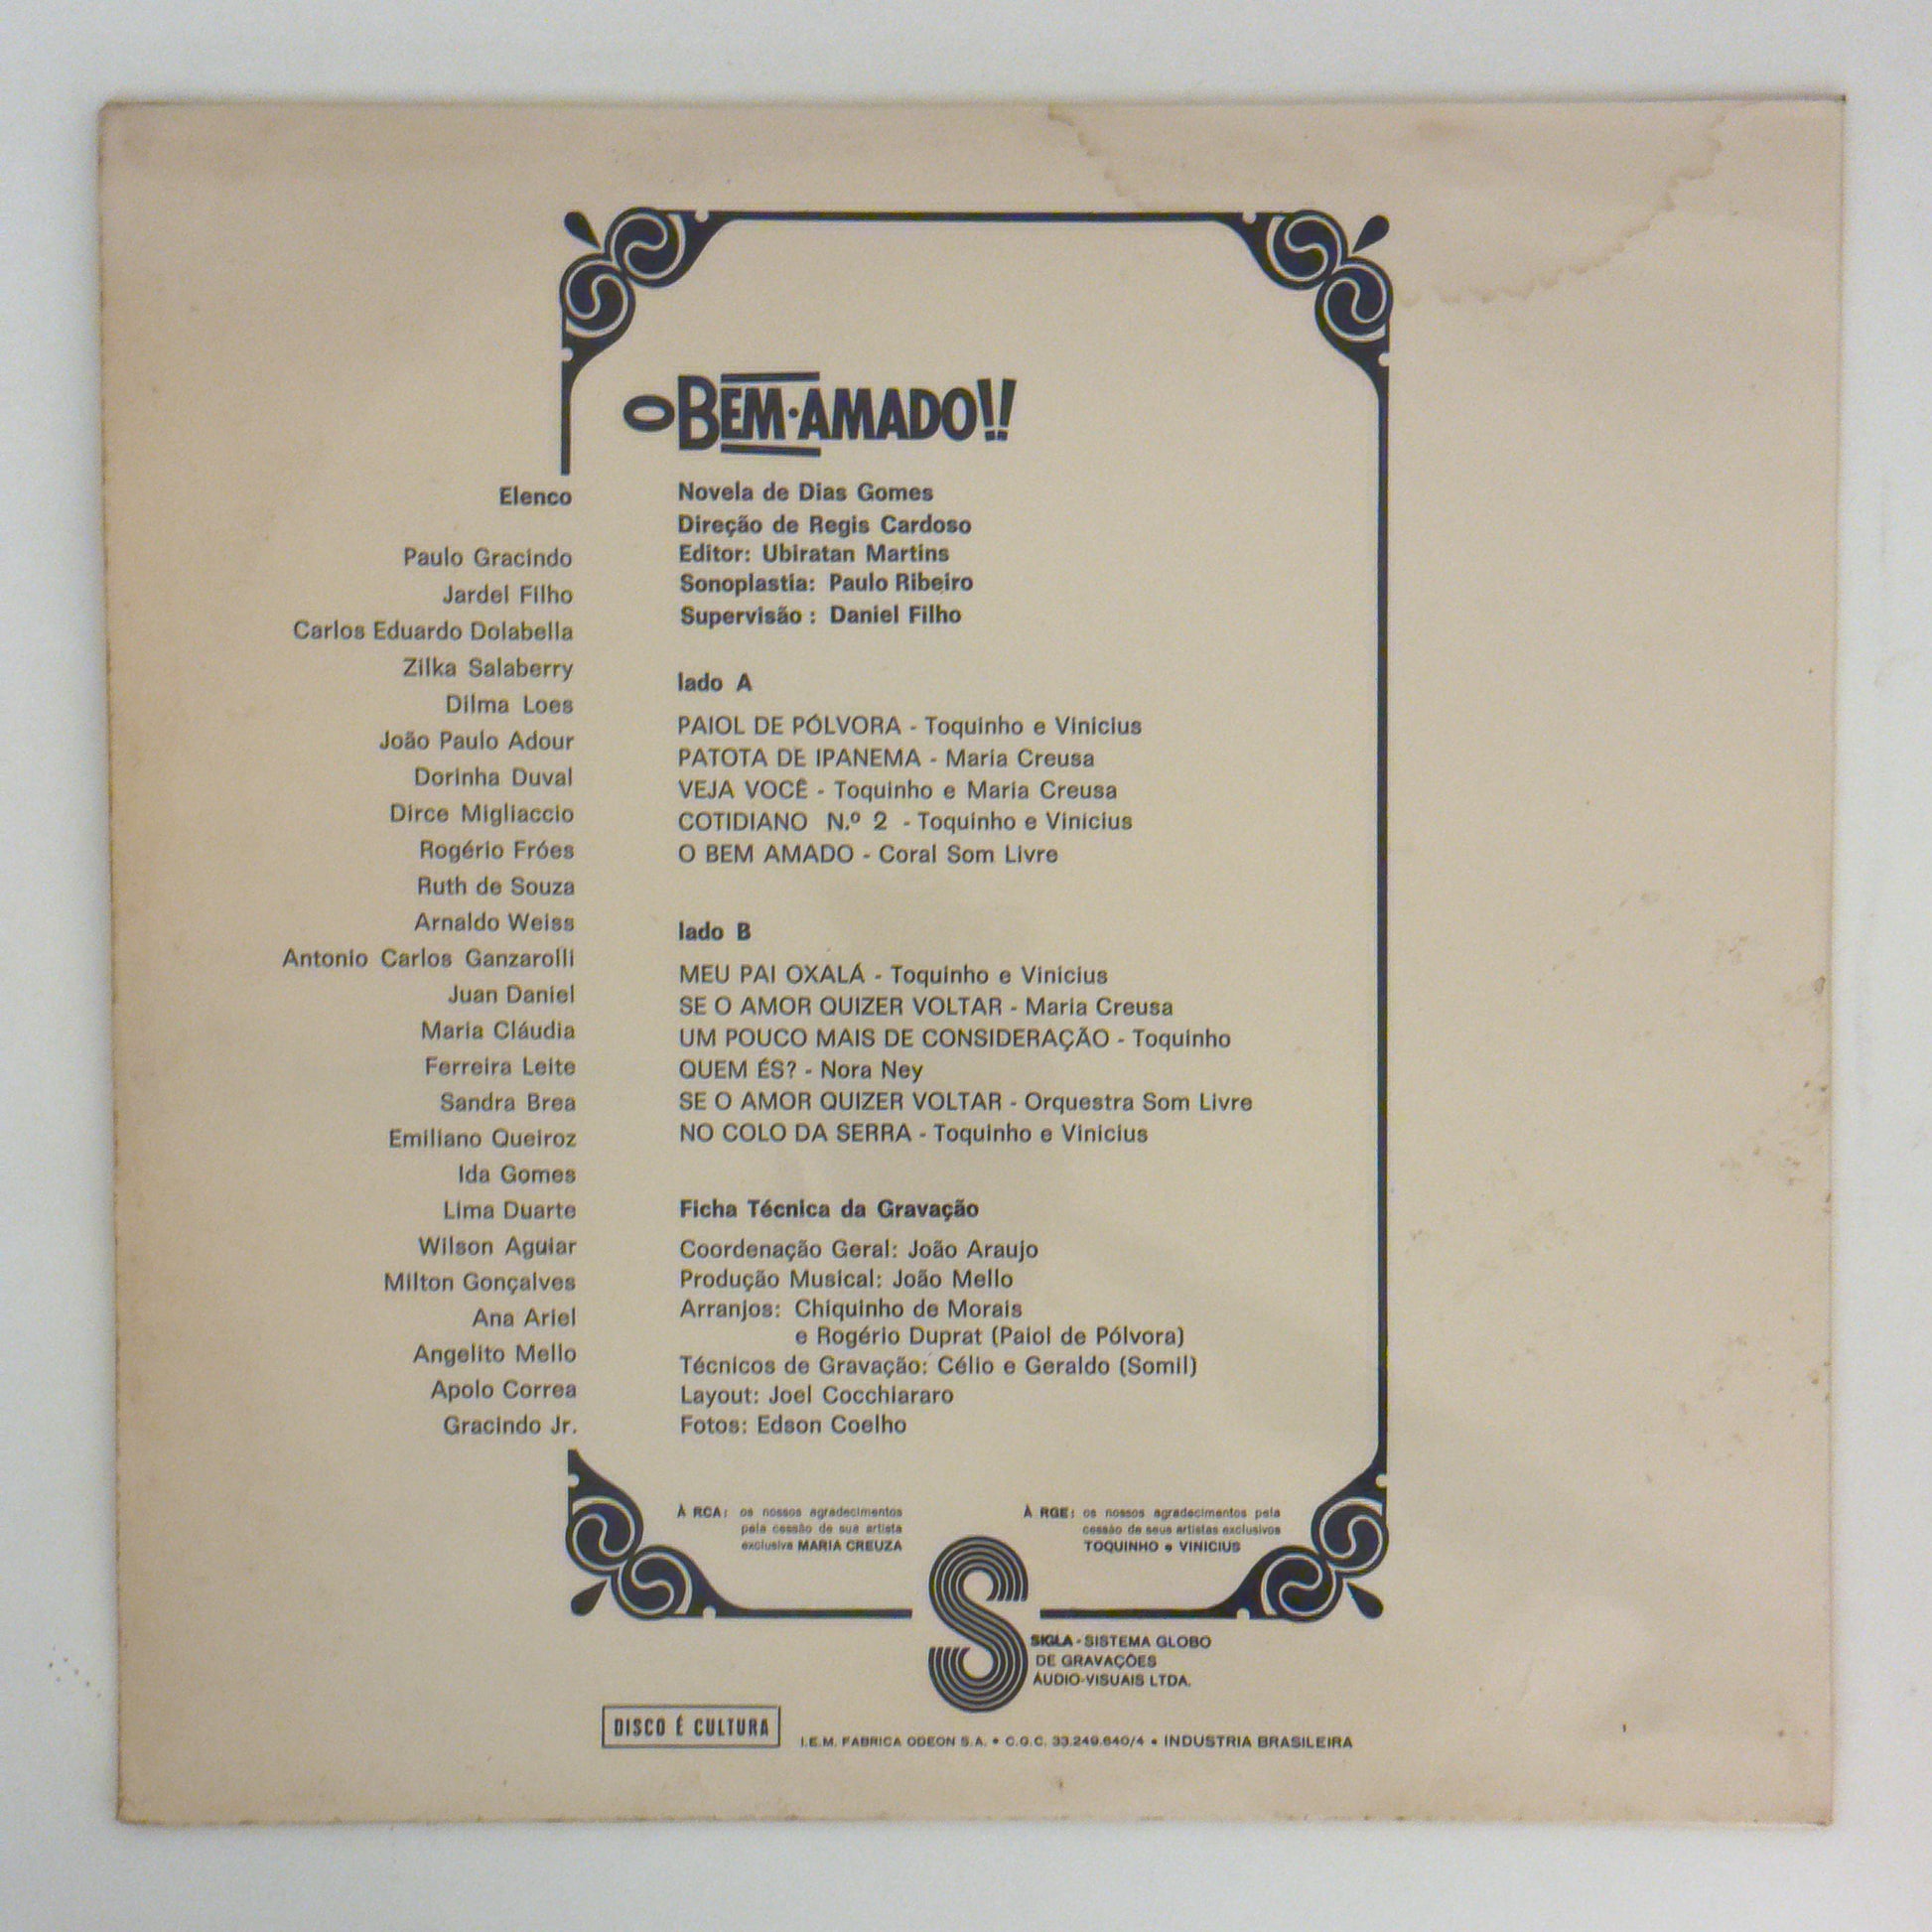 O BEM·AMADO!!
Elenco
Paulo Gracindo
Jardel Filho
Carlos Eduardo Dolabella
Zilka Salaberry
Dilma Loes
João Paulo Adour
Dorinha Duval
Dirce Migliaccio
Rogério Fróes
Ruth de Souza
Arnaldo Weiss
Antonio Carlos Ganzarolli
Juan Daniel
Maria Cláudia
Ferreira Leite
Sandra Brea
Emiliano Queiroz
Ida Gomes
Lima Duarte
Wilson Aguiar
Milton Gonçalves
Ana Ariel
Angelito Mello
Apolo Correa
Gracindo Jr.
Novela de Dias Gomes
Direção de Regis Cardoso
Editor: Ubiratan Martins
Sonoplastia: Paulo Ribeiro
Supervisão : Daniel Filho
lado A
PAIOL DE PÓLVORA - Toquinho e Vinicius
PATOTA DE IPANEMA - Maria Creusa
VEJA VOCÊ - Toquinho e Maria Creusa
COTIDIANO N.º 2 - Toquinho e Vinicius
O BEM AMADO - Coral Som Livre
lado B
MEU PAI OXALÁ - Toquinho e Vinicius
SE O AMOR QUIZER VOLTAR - Maria Creusa
UM POUCO MAIS DE CONSIDERAÇÃO - Toquinho
QUEM ÉS? - Nora Ney
SE O AMOR QUIZER VOLTAR - Orquestra Som Livre
NO COLO DA SERRA - Toquinho e Vinicius
Ficha Técnica da Gravação
Coordenação Geral: João Araujo
Produção Musical: João Mello
Arranjos: Chiquinho de Morais
e Rogério Duprat (Paiol de Pólvora)
Técnicos de Gravação: Célio e Geraldo (Somil)
Layout: Joel Cocchiararo
Fotos: Edson Coelho
À RCA: os nossos agradecimentos
pela cessão de sua artista
exclusiva MARIA CREUZA
À RGE: os nossos agradecimentos pela
cessão de seus artistas exclusivos
TOQUINHO e VINICIUS
SIGLA - SISTEMA GLOBO
DE GRAVAÇÕES
ÁUDIO-VISUAIS LTDA.
DISCO É CULTURA
I.E.M. FABRICA ODEON S.A. • C.G.C. 33.249.640/4 • INDUSTRIA BRASILEIRA